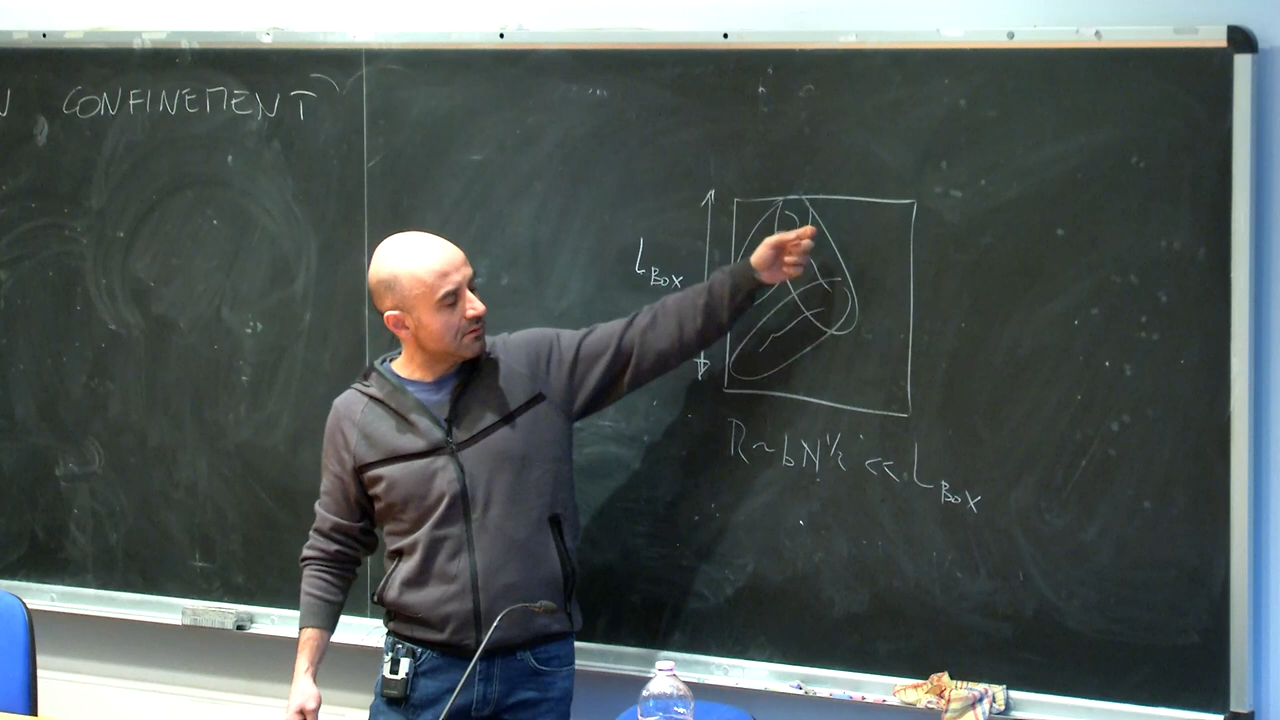 N CONFINEMENT
L_BOX
R ~ bN^1/2 << L_BOX